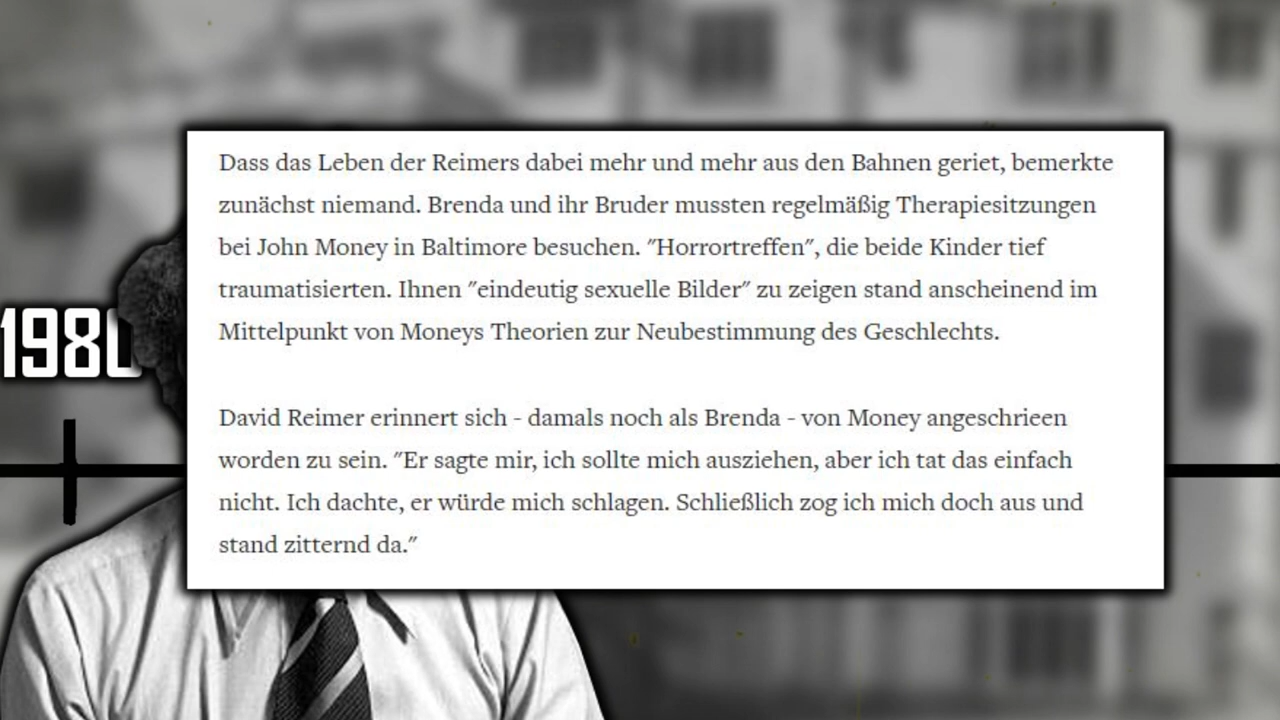 Dass das Leben der Reimers dabei mehr und mehr aus den Bahnen geriet, bemerkte
zunächst niemand. Brenda und ihr Bruder mussten regelmäßig Therapiesitzungen
bei John Money in Baltimore besuchen. "Horrortreffen", die beide Kinder tief
traumatisierten. Ihnen "eindeutig sexuelle Bilder" zu zeigen stand anscheinend im
Mittelpunkt von Moneys Theorien zur Neubestimmung des Geschlechts.
David Reimer erinnert sich - damals noch als Brenda - von Money angeschrieen
worden zu sein. "Er sagte mir, ich sollte mich ausziehen, aber ich tat das einfach
nicht. Ich dachte, er würde mich schlagen. Schließlich zog ich mich doch aus und
stand zitternd da."